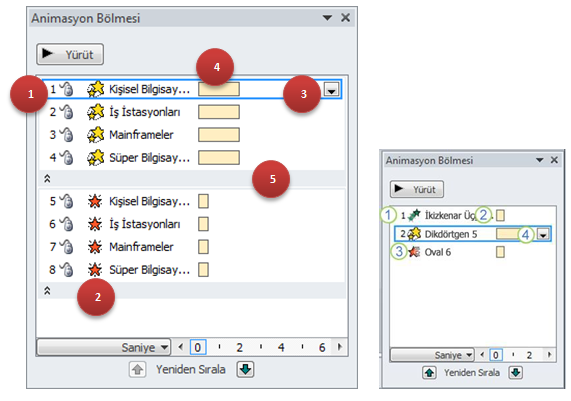 Animasyon Bölmesi
Yürüt
4
1 1 Kişisel Bilgisay... 3
2 İş İstasyonları
3 Mainframeler
4 Süper Bilgisay...
5
5 Kişisel Bilgisay...
6 İş İstasyonları
7 Mainframeler
8 Süper Bilgisay...
2
Saniye 0 2 4 6
Yeniden Sırala
Animasyon Bölmesi
Yürüt
1 1 İkizkenar Üç 2 ..
2 Dikdörtgen 5 4
3 Oval 6
Saniye 0 2
Yeniden Sırala